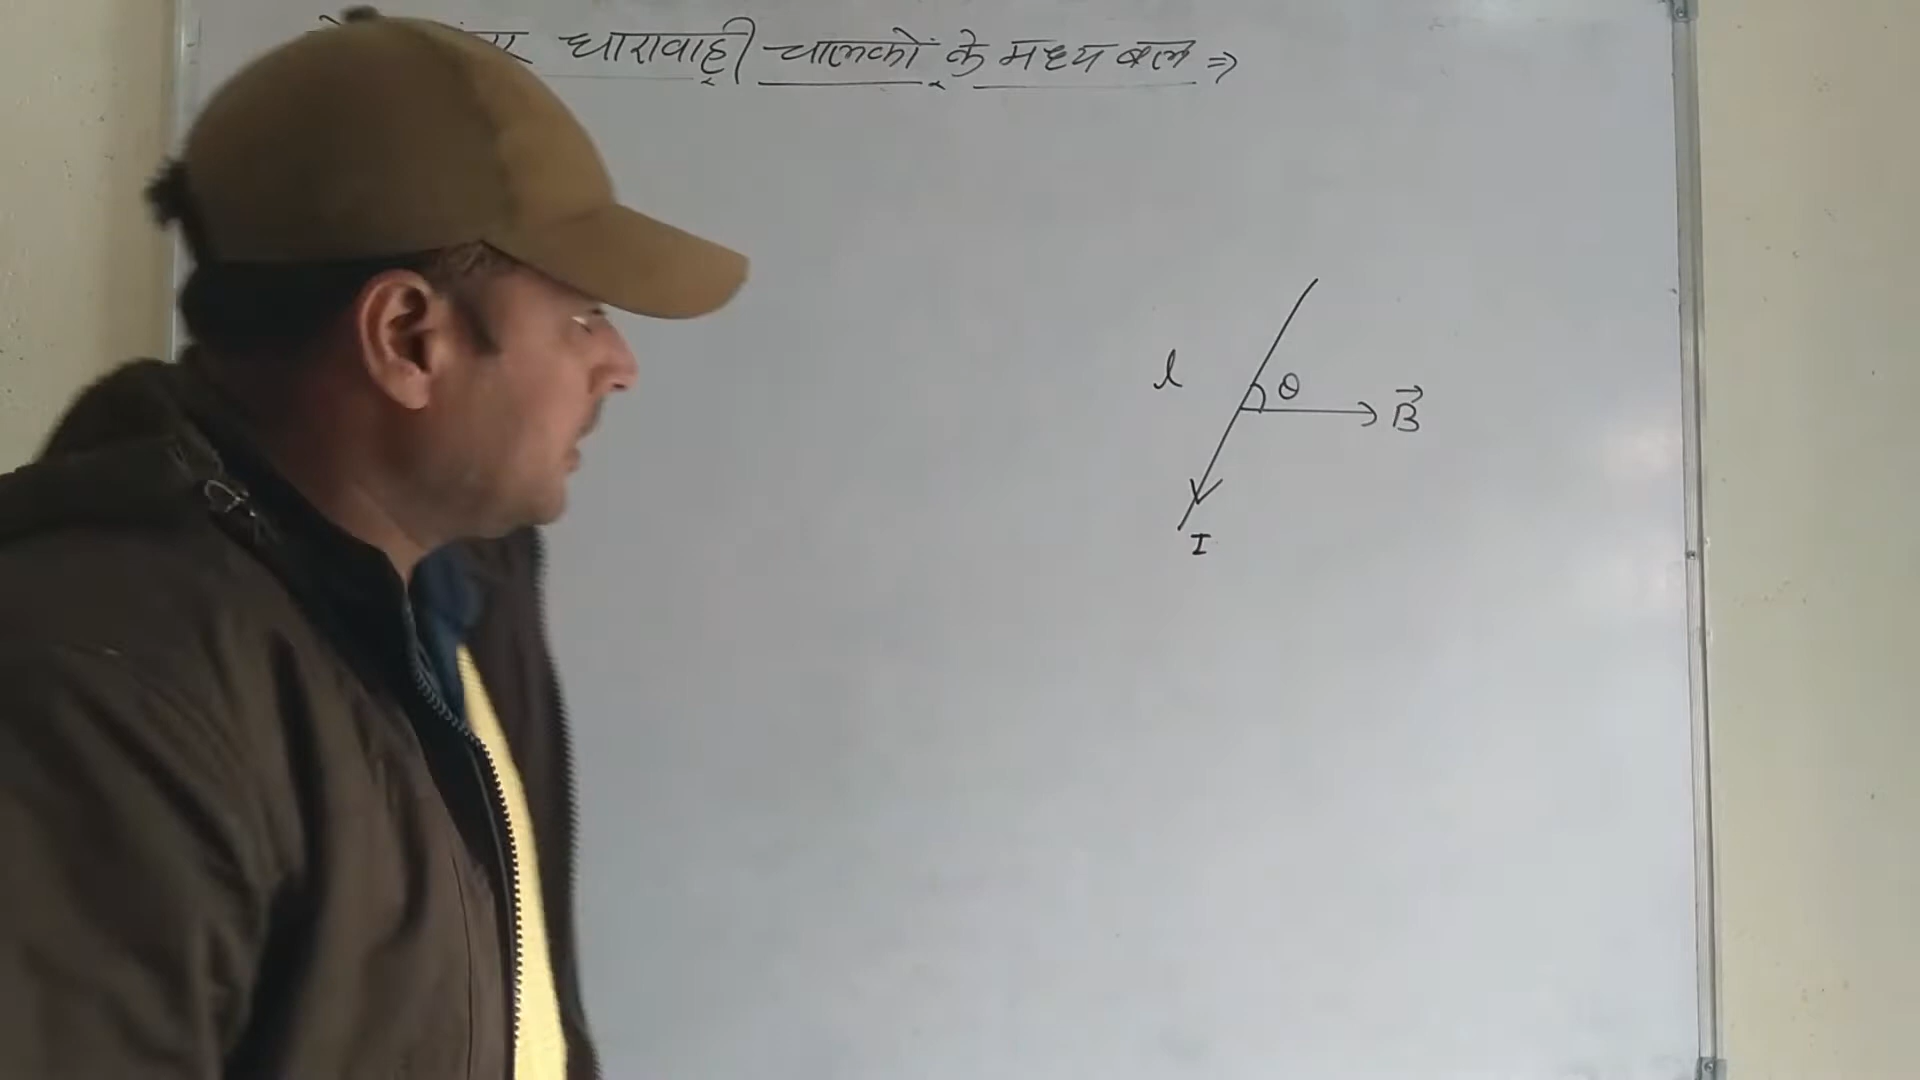 धारावाही चालकों के मध्य बल ⇒
l
θ
B⃗
I